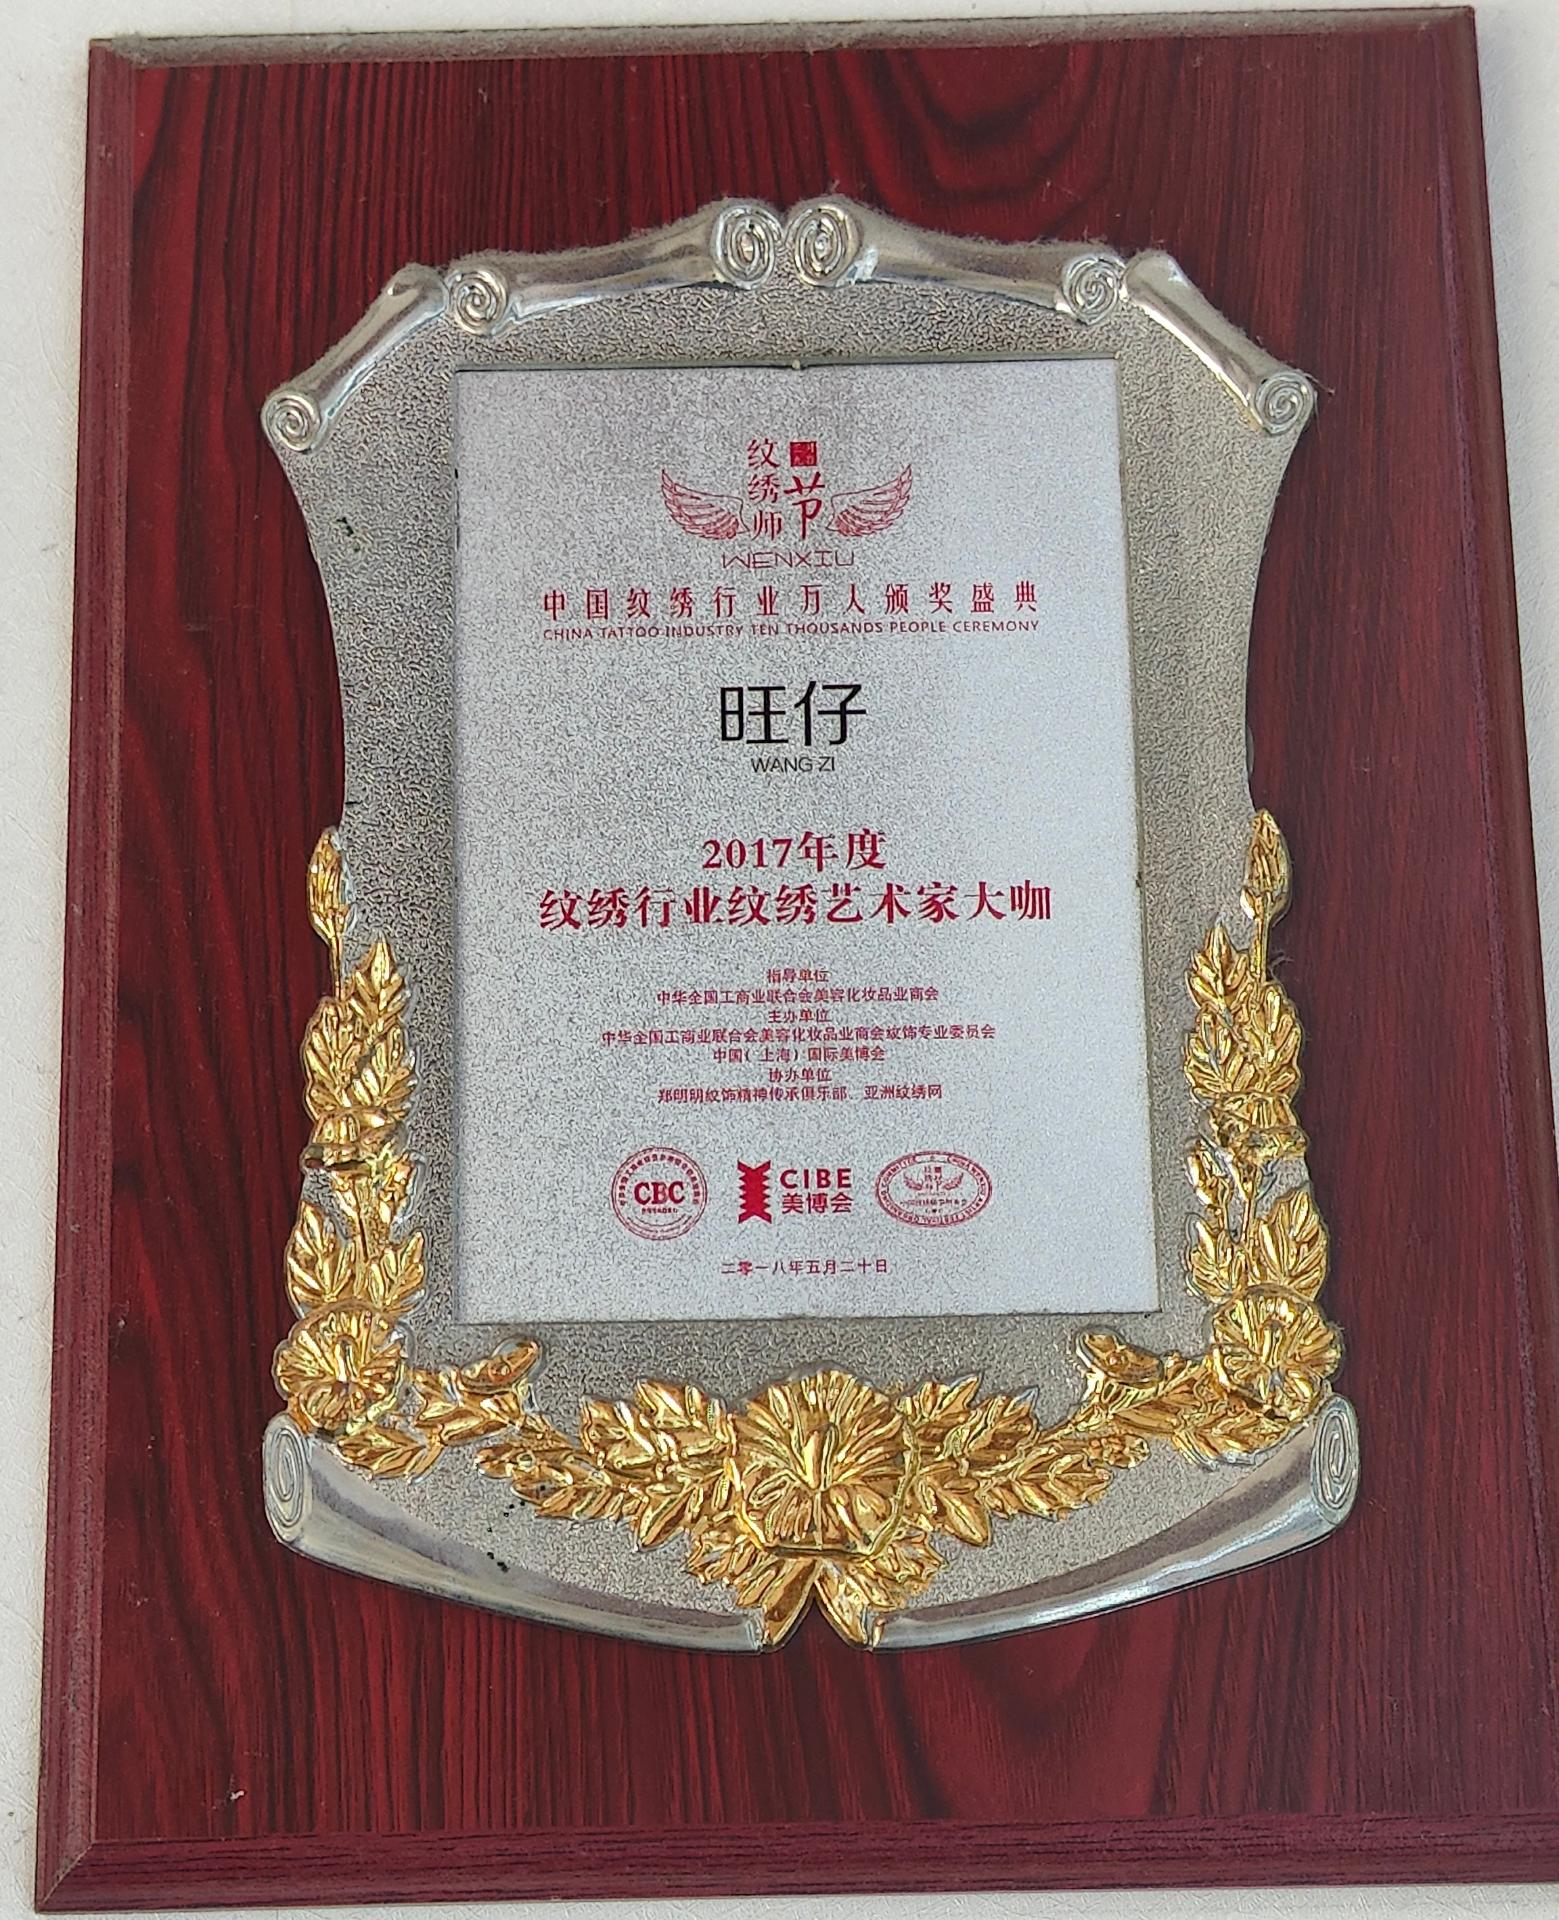 纹绣师节
WENXIU
中国纹绣行业万人颁奖盛典
CHINA TATTOO INDUSTRY TEN THOUSANDS PEOPLE CEREMONY
旺仔
WANG ZI
2017年度
纹绣行业纹绣艺术家大咖
指导单位
中华全国工商业联合会美容化妆品业商会
主办单位
中华全国工商业联合会美容化妆品业商会纹饰专业委员会
中国(上海)国际美博会
协办单位
郑明明纹饰精神传承俱乐部、亚洲纹绣网
CBC
CIBE
美博会
二零一八年五月二十日